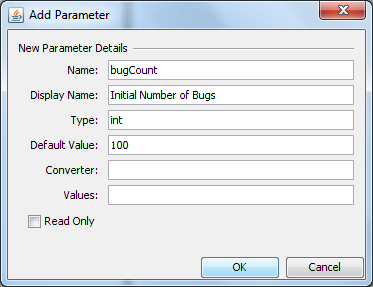 Add Parameter
New Parameter Details
Name: bugCount
Display Name: Initial Number of Bugs
Type: int
Default Value: 100
Converter:
Values:
Read Only
OK Cancel